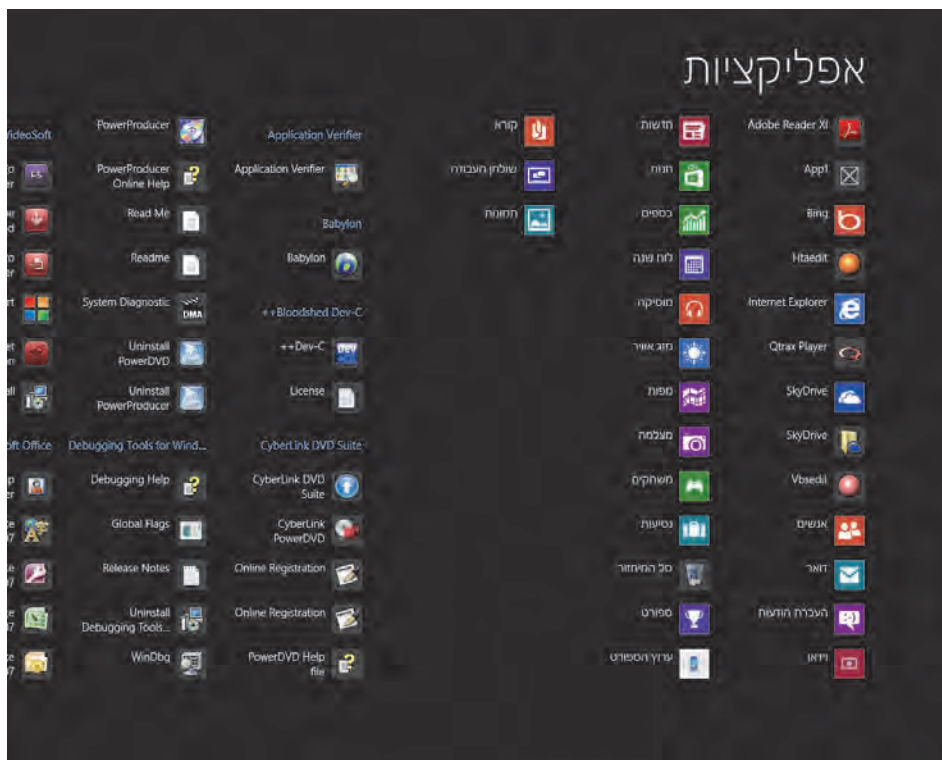 אפליקציות
Adobe Reader XI
App1
Bing
Htaedit
Internet Explorer
Qtrax Player
SkyDrive
SkyDrive
Vbsedit
אנשים
דואר
העברת הודעות
וידאו
חדשות
חנות
כספים
לוח שנה
מוסיקה
מזג אוויר
מפות
מצלמה
משחקים
נסיעות
סל המיחזור
ספורט
ערוץ הספורט
קורא
שולחן העבודה
תמונות
Application Verifier
Application Verifier
Babylon
Babylon
++Bloodshed Dev-C
++Dev-C
License
CyberLink DVD Suite
CyberLink DVD
Suite
CyberLink
PowerDVD
Online Registration
Online Registration
PowerDVD Help
file
PowerProducer
PowerProducer
Online Help
Read Me
Readme
System Diagnostic
DMA
Uninstall
PowerDVD
Uninstall
PowerProducer
Debugging Tools for Wind...
Debugging Help
Global Flags
Release Notes
Uninstall
Debugging Tools...
WinDbg
VideoSoft
oft Office